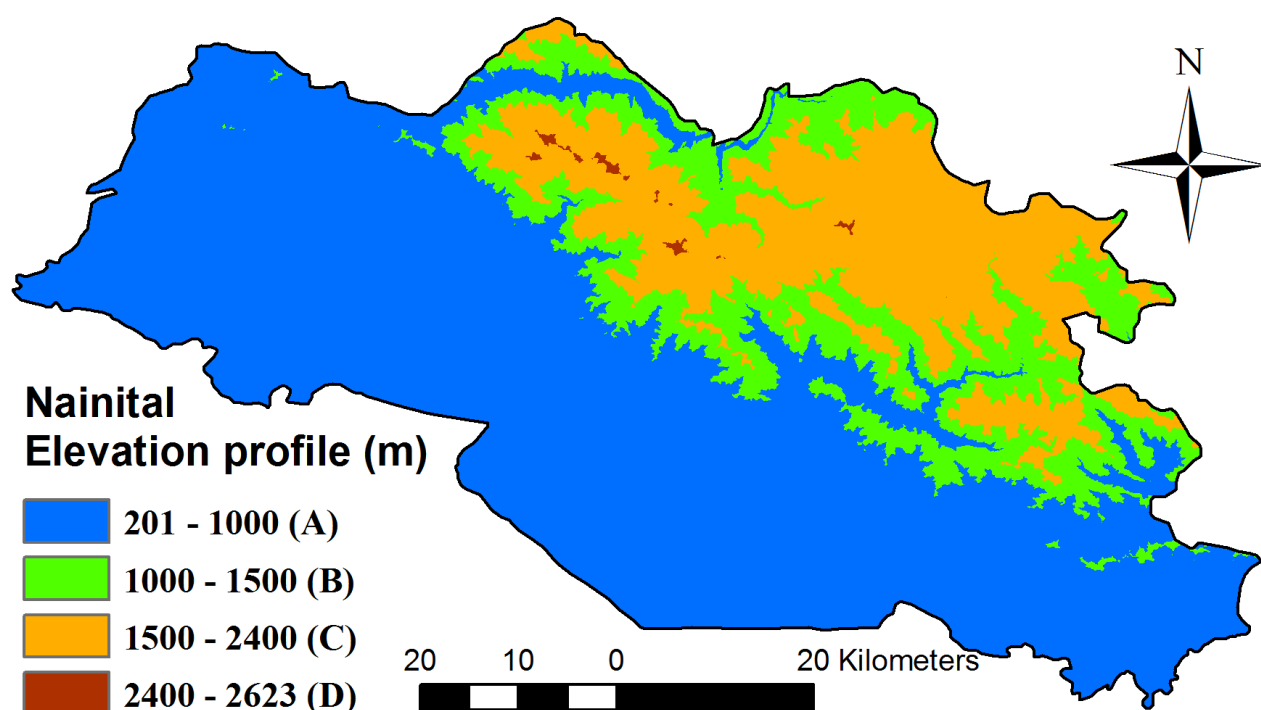 N
Nainital
Elevation profile (m)
201 - 1000 (A)
1000 - 1500 (B)
1500 - 2400 (C)
2400 - 2623 (D)
20 10 0 20 Kilometers